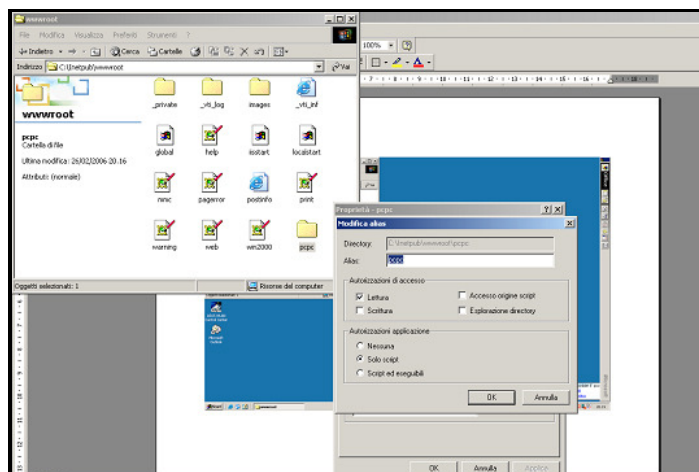 wwwroot
File Modifica Visualizza Preferiti Strumenti ?
Indietro Cerca Cartelle
Indirizzo C:\Inetpub\wwwroot Vai
wwwroot
pcpc
Cartella di file
Ultima modifica: 26/02/2006 20.16
Attributi: (normale)
_private _vti_log images _vti_inf
global help iisstart localstart
mmc pagerror postinfo print
warning web win2000 pcpc
Oggetti selezionati: 1 Risorse del computer
100%
Proprietà - pcpc
Modifica alias
Directory: C:\Inetpub\wwwroot\pcpc
Alias: pcpc
Autorizzazioni di accesso
Lettura Accesso origine script
Scrittura Esplorazione directory
Autorizzazioni applicazione
Nessuna
Solo script
Script ed eseguibili
OK Annulla
OK Annulla Applica